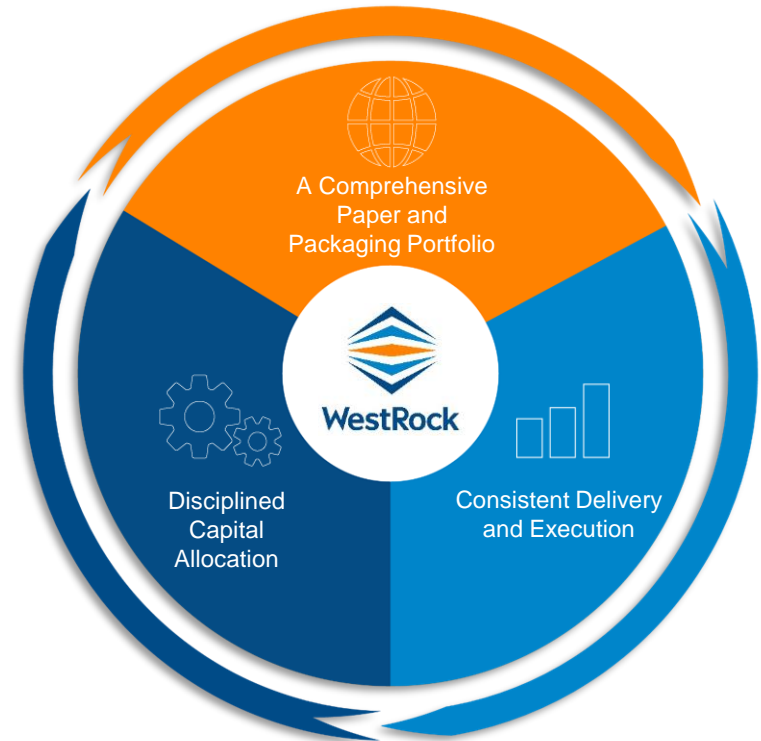 A Comprehensive
Paper and
Packaging Portfolio
WestRock
Disciplined
Capital
Allocation
Consistent Delivery
and Execution